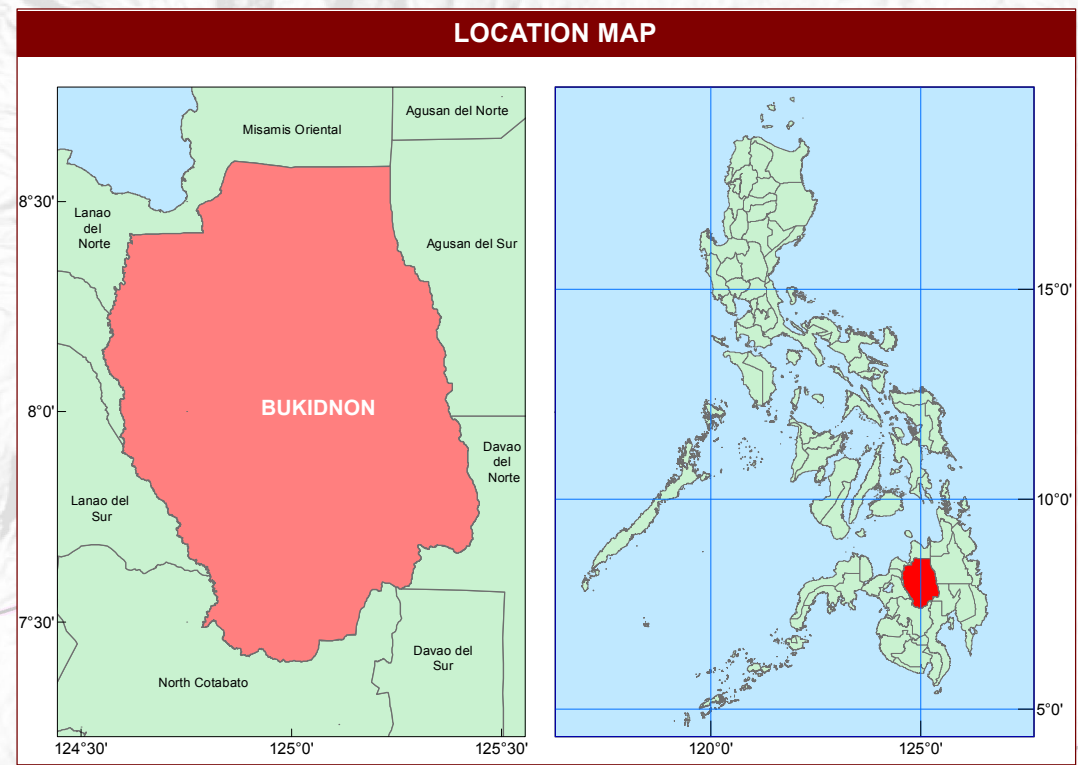 LOCATION MAP
Agusan del Norte
Misamis Oriental
8°30'
Lanao
del
Norte
Agusan del Sur
8°0'
BUKIDNON
Davao
del
Norte
Lanao del
Sur
7°30'
Davao del
Sur
North Cotabato
124°30'
125°0'
125°30'
15°0'
10°0'
5°0'
120°0'
125°0'